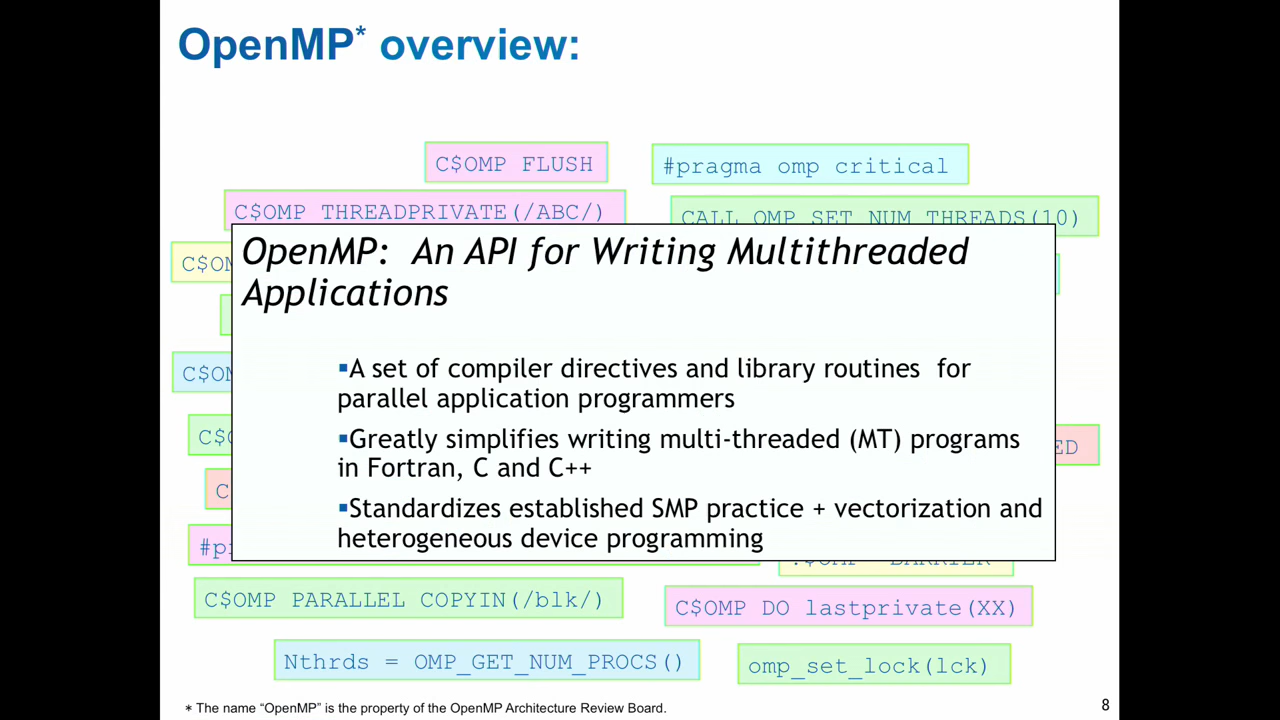 OpenMP* overview:
C$OMP FLUSH
#pragma omp critical
C$OMP THREADPRIVATE(/ABC/)
CALL OMP_SET_NUM_THREADS(10)
OpenMP: An API for Writing Multithreaded
Applications
▪A set of compiler directives and library routines for
parallel application programmers
▪Greatly simplifies writing multi-threaded (MT) programs
in Fortran, C and C++
▪Standardizes established SMP practice + vectorization and
heterogeneous device programming
C$OMP PARALLEL COPYIN(/blk/)
C$OMP DO lastprivate(XX)
Nthrds = OMP_GET_NUM_PROCS()
omp_set_lock(lck)
* The name “OpenMP” is the property of the OpenMP Architecture Review Board.
8